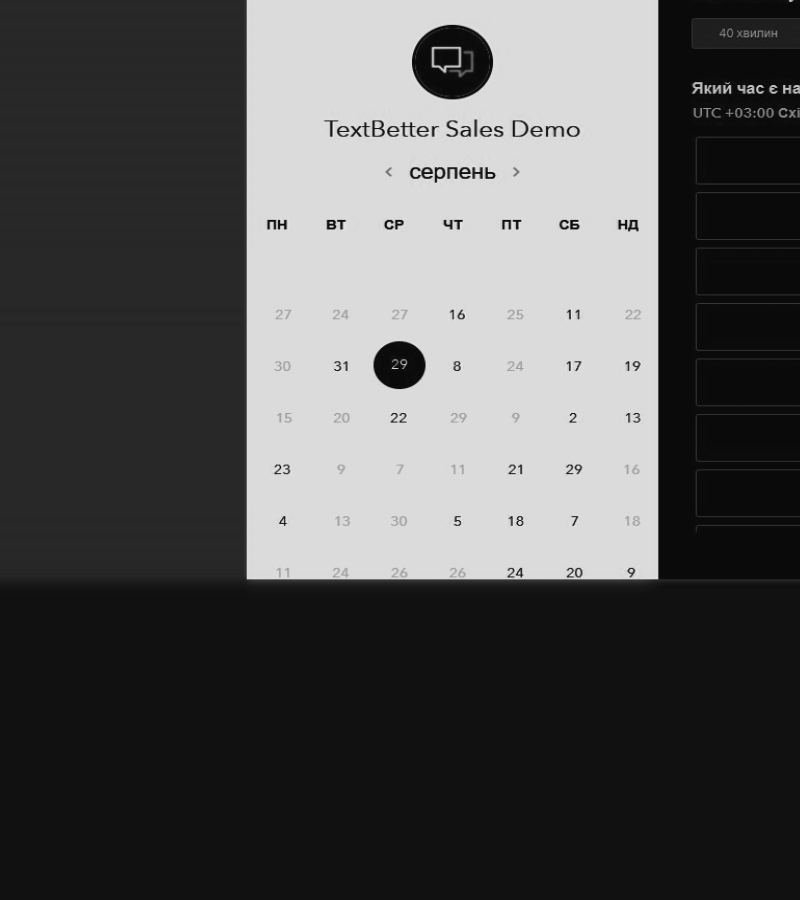 TextBetter Sales Demo
< серпень >
ПН ВТ СР ЧТ ПТ СБ НД
27 24 27 16 25 11 22
30 31 29 8 24 17 19
15 20 22 29 9 2 13
23 9 7 11 21 29 16
4 13 30 5 18 7 18
11 24 26 26 24 20 9
40 хвилин
Який час є
UTC +03:00